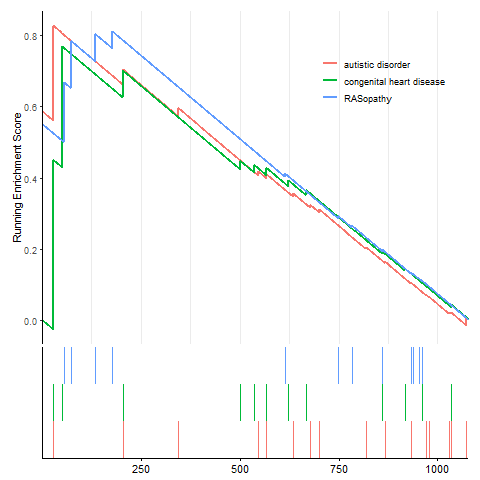 Running Enrichment Score
0.8
0.6
0.4
0.2
0.0
autistic disorder
congenital heart disease
RASopathy
250
500
750
1000